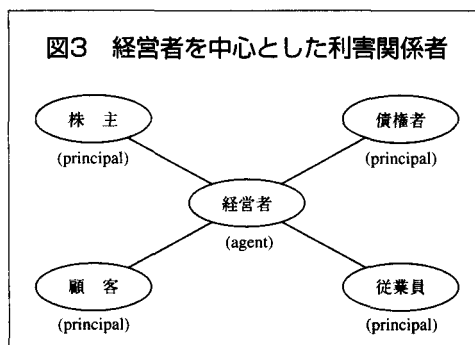 図3 経営者を中心とした利害関係者
株 主
(principal)
債権者
(principal)
経営者
(agent)
顧 客
(principal)
従業員
(principal)